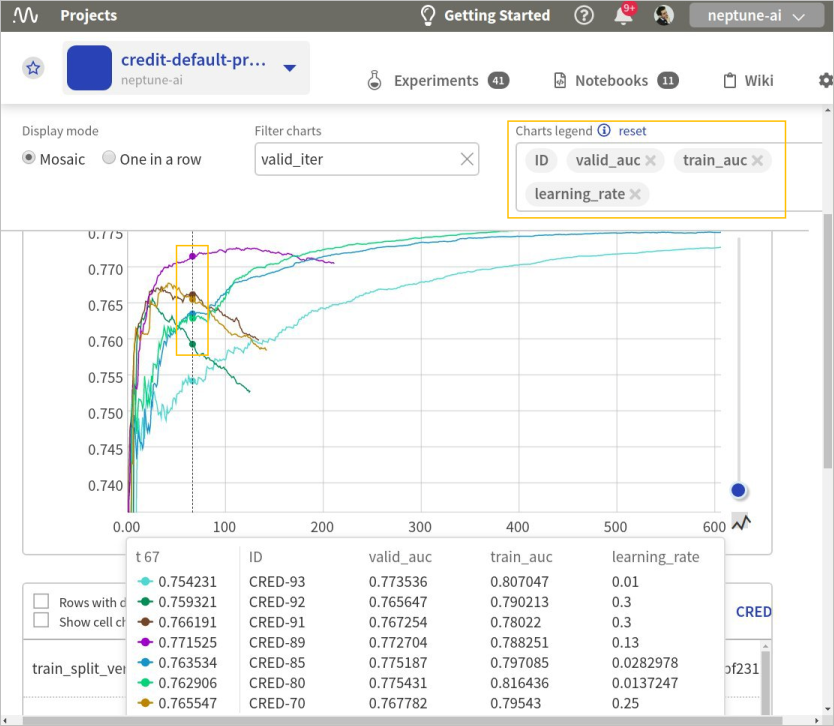 Projects Getting Started ? 9+ neptune-ai
credit-default-pr...
neptune-ai
Experiments 41 Notebooks 11 Wiki
Display mode Filter charts Charts legend i reset
Mosaic One in a row valid_iter ID valid_auc train_auc
learning_rate
0.775
0.770
0.765
0.760
0.755
0.750
0.745
0.740
0.00 100 200 300 400 500 600
t 67 ID valid_auc train_auc learning_rate
0.754231 CRED-93 0.773536 0.807047 0.01
0.759321 CRED-92 0.765647 0.790213 0.3
0.766191 CRED-91 0.767254 0.78022 0.3
0.771525 CRED-89 0.772704 0.788251 0.13
0.763534 CRED-85 0.775187 0.797085 0.0282978
0.762906 CRED-80 0.775431 0.816436 0.0137247
0.765547 CRED-70 0.767782 0.79543 0.25
Rows with d
Show cell ch
CRED
train_split_ver
of231